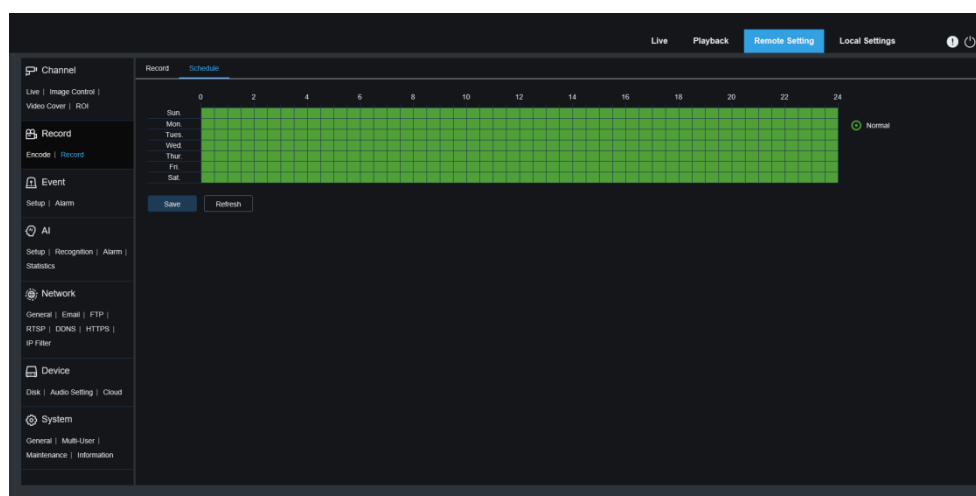 Live Playback Remote Setting Local Settings
Channel
Live | Image Control |
Video Cover | ROI
Record
Encode | Record
Event
Setup | Alarm
AI
Setup | Recognition | Alarm |
Statistics
Network
General | Email | FTP |
RTSP | DDNS | HTTPS |
IP Filter
Device
Disk | Audio Setting | Cloud
System
General | Multi-User |
Maintenance | Information
Record Schedule
0 2 4 6 8 10 12 14 16 18 20 22 24
Sun.
Mon.
Tues.
Wed.
Thur.
Fri.
Sat.
Normal
Save Refresh